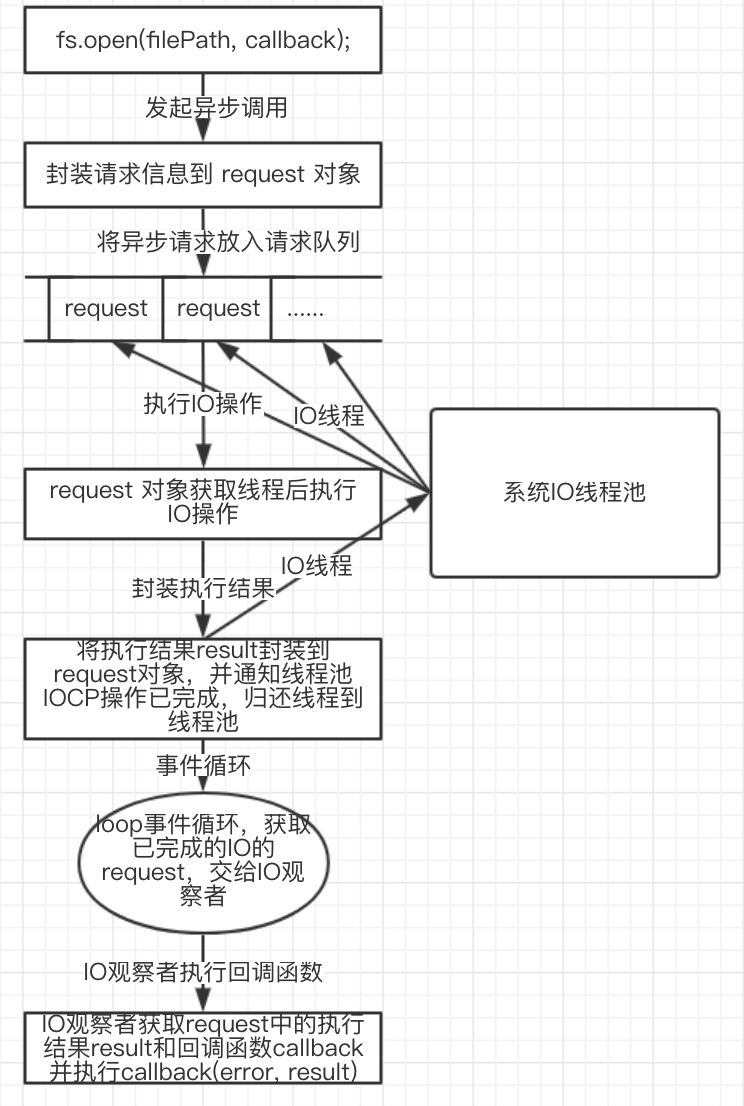 fs.open(filePath, callback);
发起异步调用
封装请求信息到 request 对象
将异步请求放入请求队列
request
request
......
执行IO操作
IO线程
request 对象获取线程后执行
IO操作
系统IO线程池
IO线程
封装执行结果
将执行结果result封装到
request对象，并通知线程池
IOCP操作已完成，归还线程到
线程池
事件循环
loop事件循环，获取
已完成的IO的
request，交给IO观
察者
IO观察者执行回调函数
IO观察者获取request中的执行
结果result和回调函数callback
并执行callback(error, result)